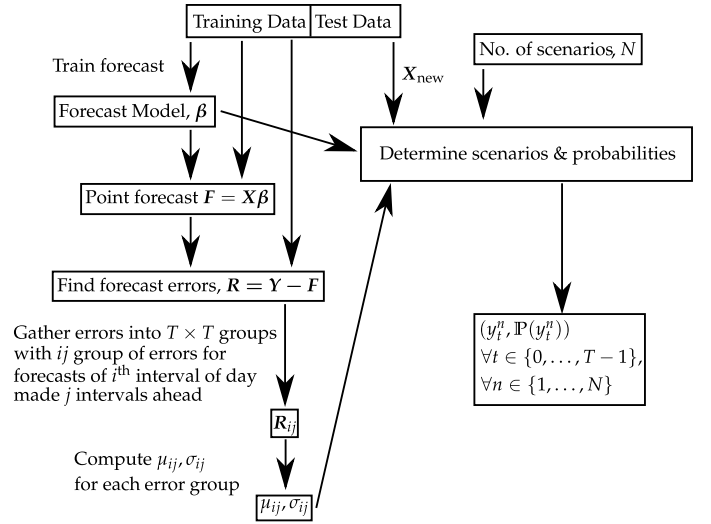 Training Data Test Data
No. of scenarios, N
Train forecast
X_new
Forecast Model, β
Determine scenarios & probabilities
Point forecast F = Xβ
Find forecast errors, R = Y − F
Gather errors into T × T groups
with ij group of errors for
forecasts of i^th interval of day
made j intervals ahead
(y_t^n, ℙ(y_t^n))
∀t ∈ {0, . . . , T − 1},
∀n ∈ {1, . . . , N}
R_ij
Compute μ_ij, σ_ij
for each error group
μ_ij, σ_ij